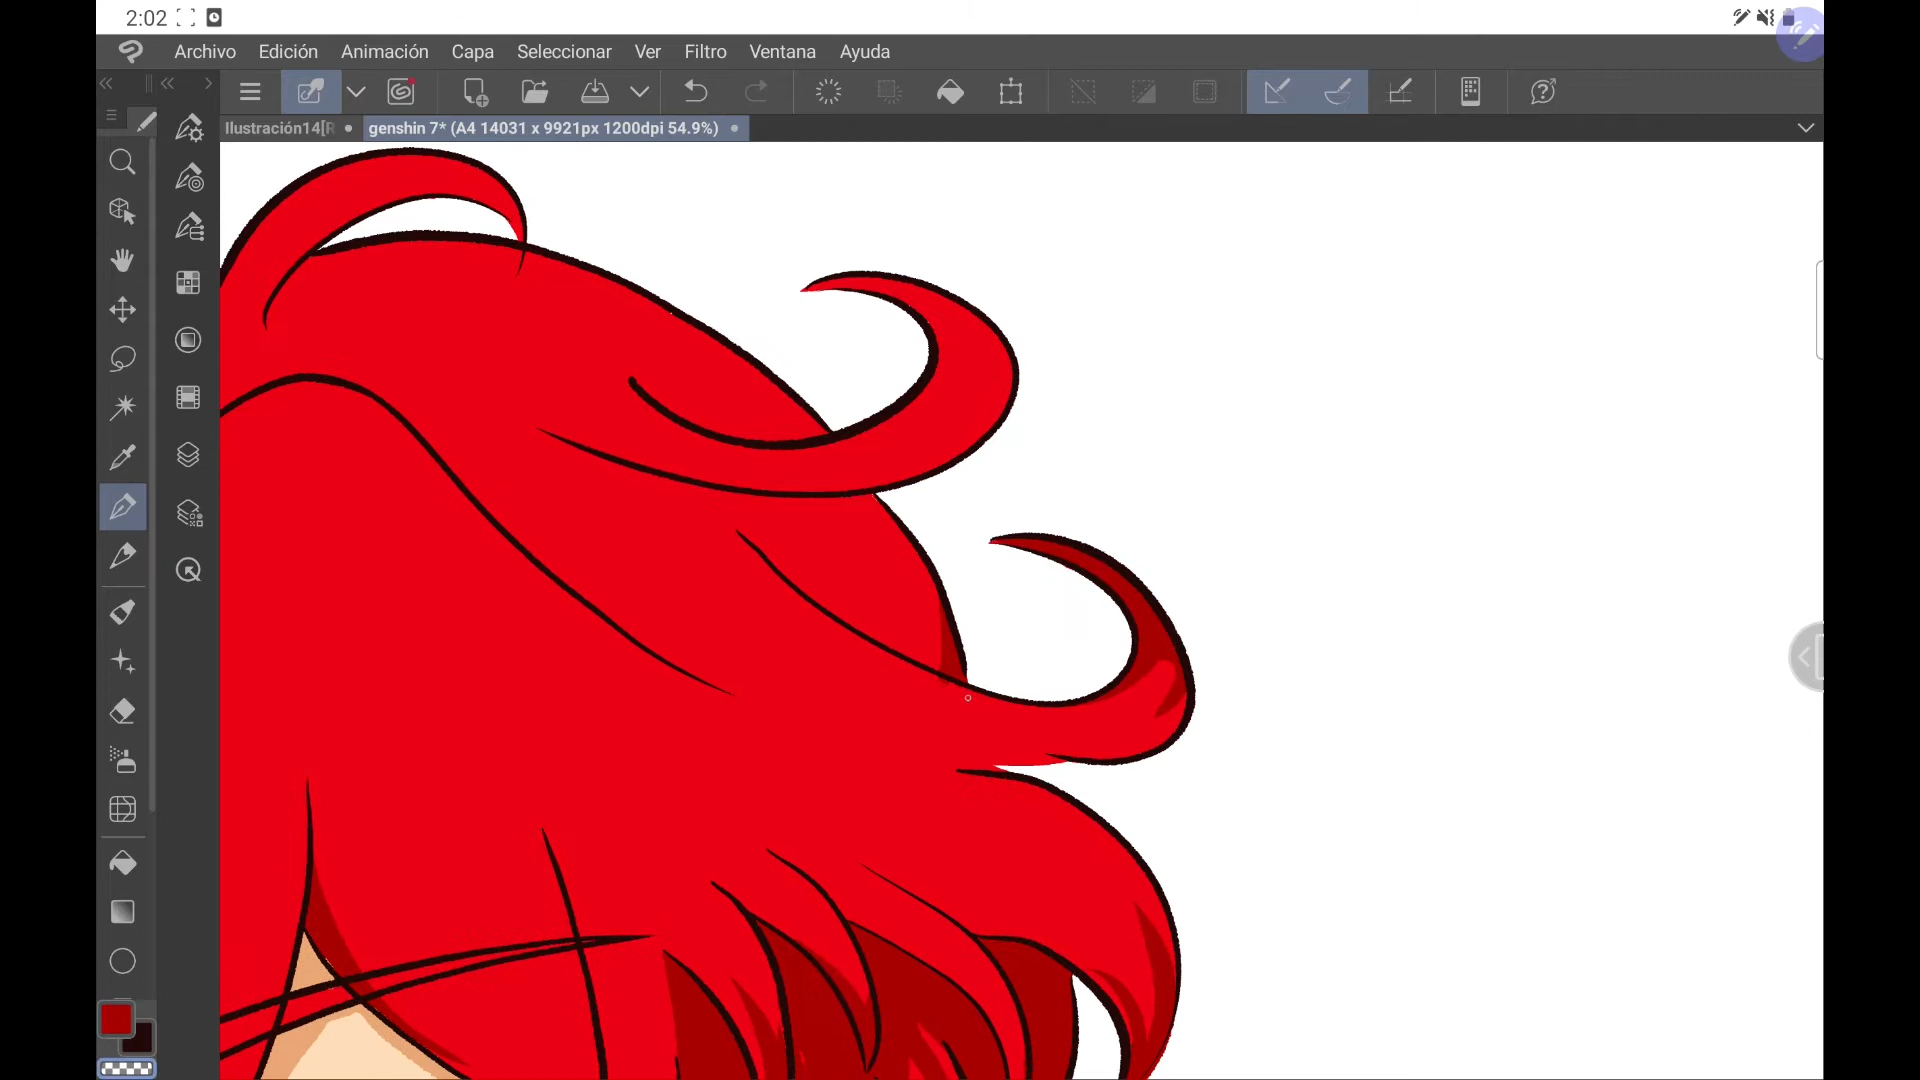 2:02
Archivo Edición Animación Capa Seleccionar Ver Filtro Ventana Ayuda
Ilustración14[R genshin 7* (A4 14031 x 9921px 1200dpi 54.9%)